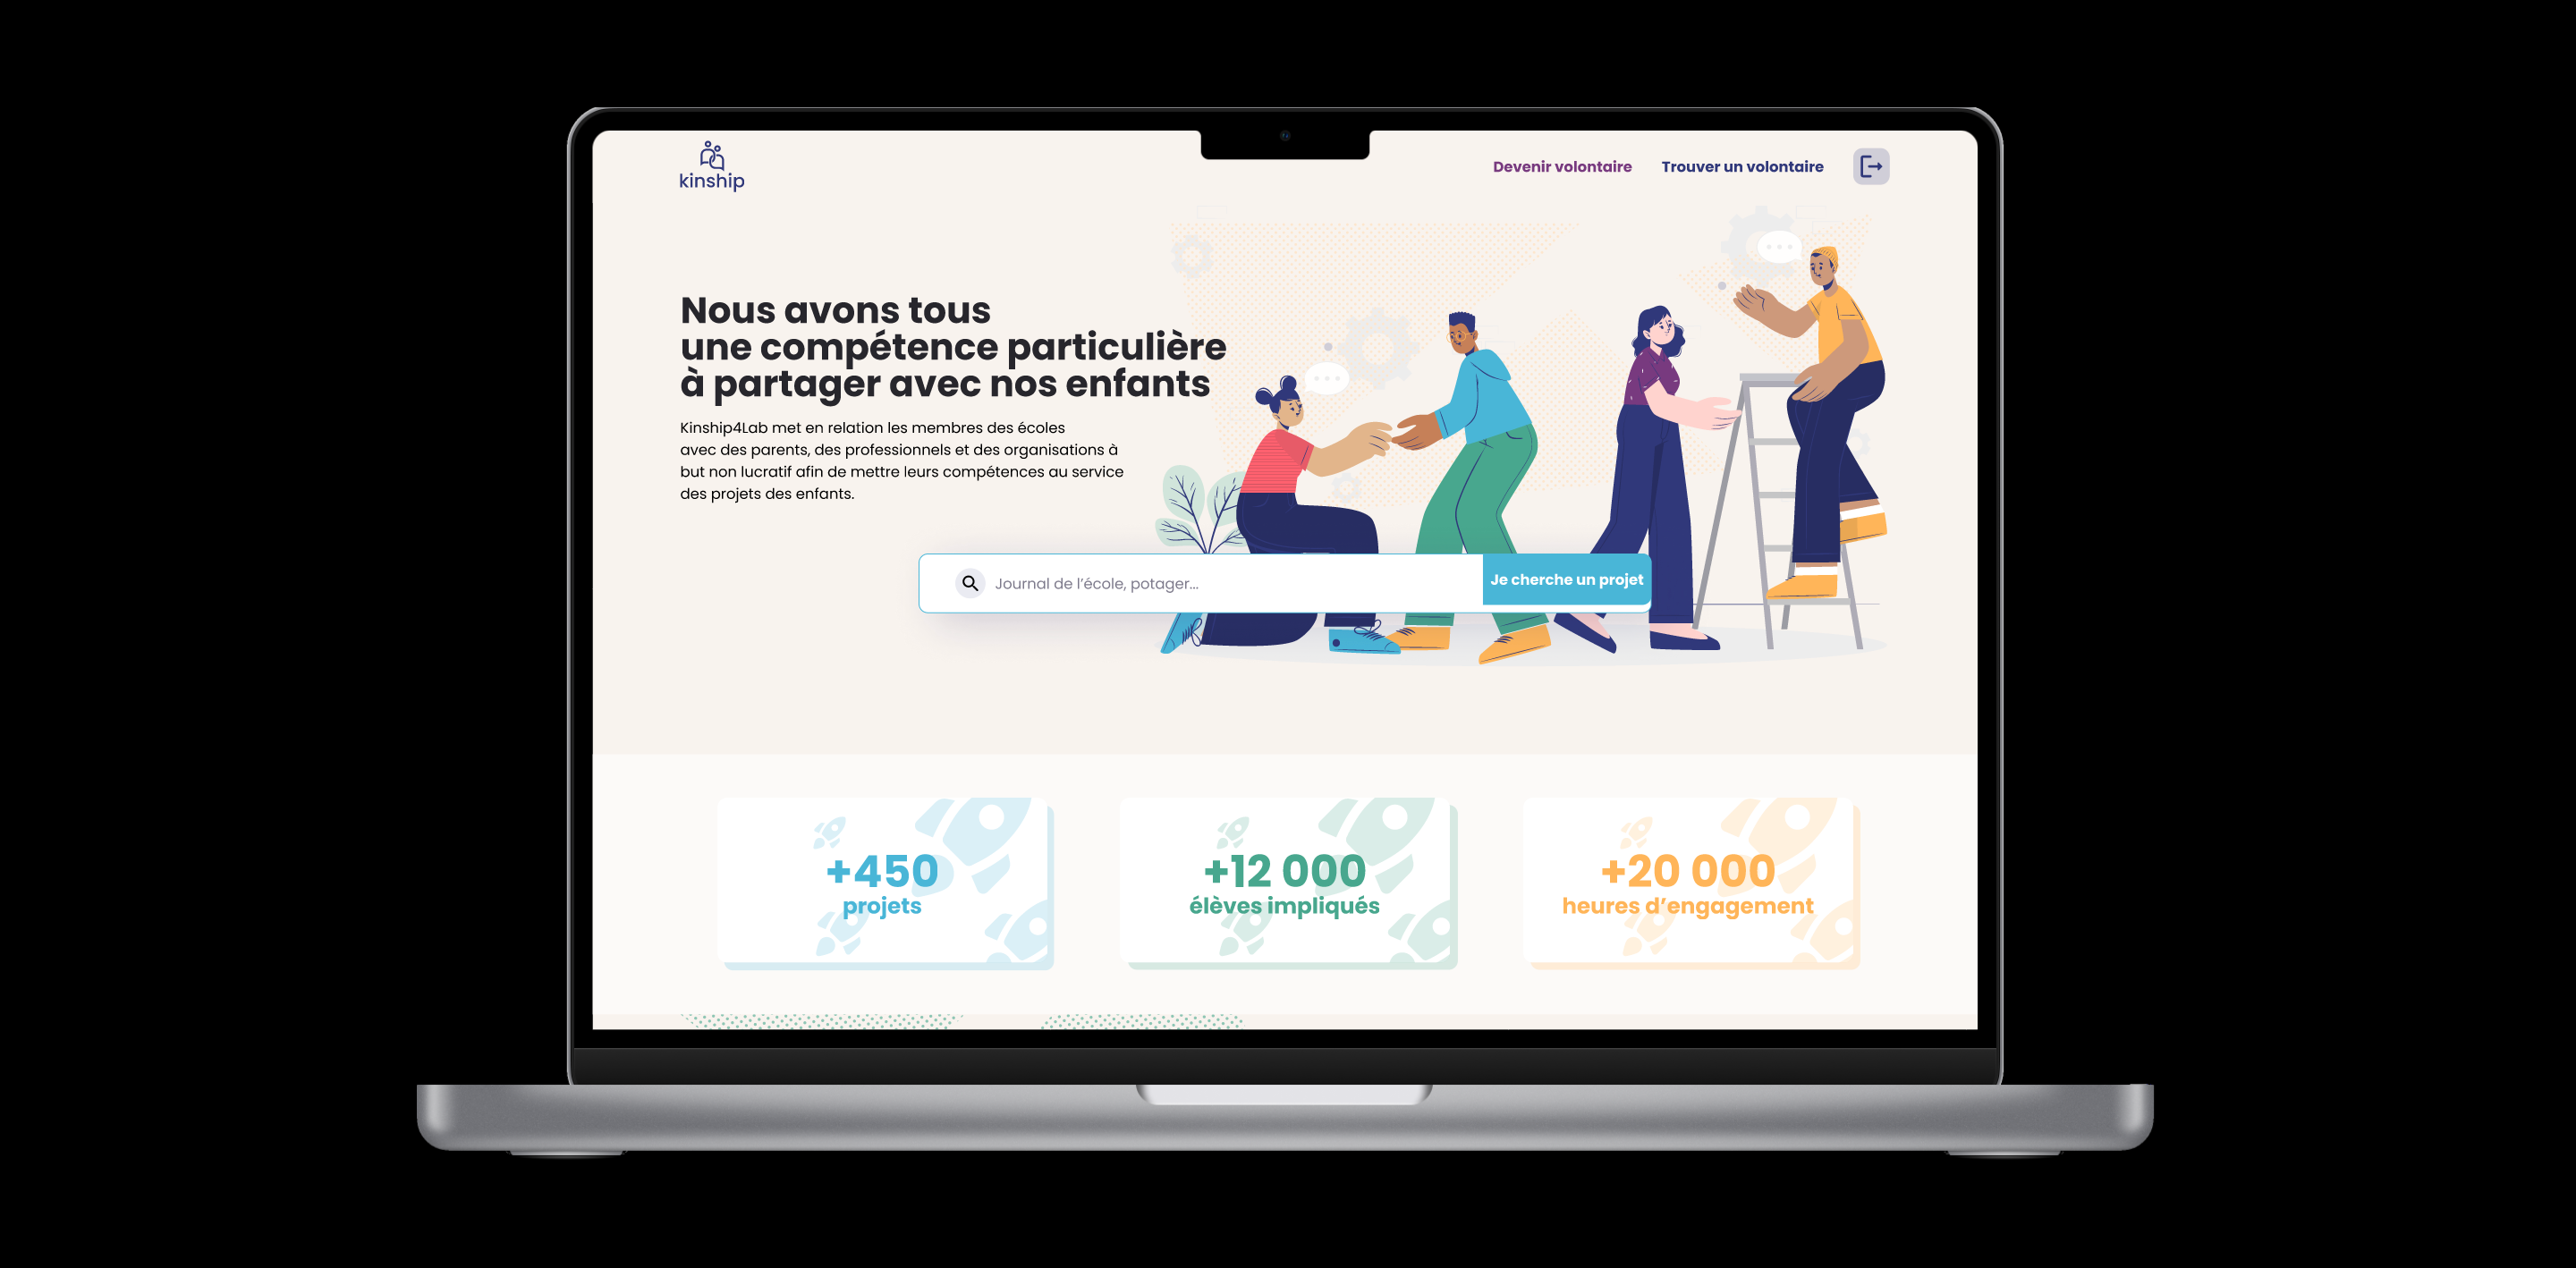 kinship
Devenir volontaire
Trouver un volontaire
Nous avons tous
une compétence particulière
à partager avec nos enfants
Kinship4Lab met en relation les membres des écoles
avec des parents, des professionnels et des organisations à
but non lucratif afin de mettre leurs compétences au service
des projets des enfants.
Journal de l’école, potager...
Je cherche un projet
+450
projets
+12 000
élèves impliqués
+20 000
heures d’engagement